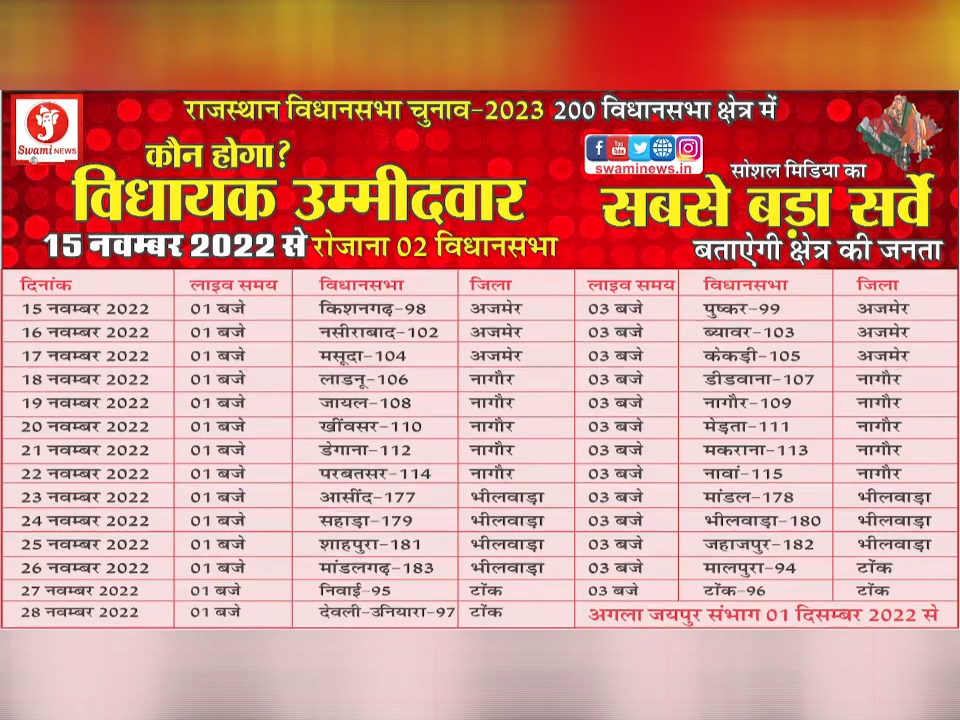 राजस्थान विधानसभा चुनाव-2023 200 विधानसभा क्षेत्र में
Swami NEWS
कौन होगा?
विधायक उम्मीदवार
15 नवम्बर 2022 से रोजाना 02 विधानसभा
swaminews.in
सोशल मिडिया का
सबसे बड़ा सर्वे
बताऐगी क्षेत्र की जनता
दिनांक लाइव समय विधानसभा जिला लाइव समय विधानसभा जिला
15 नवम्बर 2022 01 बजे किशनगढ़-98 अजमेर 03 बजे पुष्कर-99 अजमेर
16 नवम्बर 2022 01 बजे नसीराबाद-102 अजमेर 03 बजे ब्यावर-103 अजमेर
17 नवम्बर 2022 01 बजे मसूदा-104 अजमेर 03 बजे केकड़ी-105 अजमेर
18 नवम्बर 2022 01 बजे लाडनू-106 नागौर 03 बजे डीडवाना-107 नागौर
19 नवम्बर 2022 01 बजे जायल-108 नागौर 03 बजे नागौर-109 नागौर
20 नवम्बर 2022 01 बजे खींवसर-110 नागौर 03 बजे मेड़ता-111 नागौर
21 नवम्बर 2022 01 बजे डेगाना-112 नागौर 03 बजे मकराना-113 नागौर
22 नवम्बर 2022 01 बजे परबतसर-114 नागौर 03 बजे नावां-115 नागौर
23 नवम्बर 2022 01 बजे आसींद-177 भीलवाड़ा 03 बजे मांडल-178 भीलवाड़ा
24 नवम्बर 2022 01 बजे सहाड़ा-179 भीलवाड़ा 03 बजे भीलवाड़ा-180 भीलवाड़ा
25 नवम्बर 2022 01 बजे शाहपुरा-181 भीलवाड़ा 03 बजे जहाजपुर-182 भीलवाड़ा
26 नवम्बर 2022 01 बजे मांडलगढ़-183 भीलवाड़ा 03 बजे मालपुरा-94 टोंक
27 नवम्बर 2022 01 बजे निवाई-95 टोंक 03 बजे टोंक-96 टोंक
28 नवम्बर 2022 01 बजे देवली-उनियारा-97 टोंक अगला जयपुर संभाग 01 दिसम्बर 2022 से